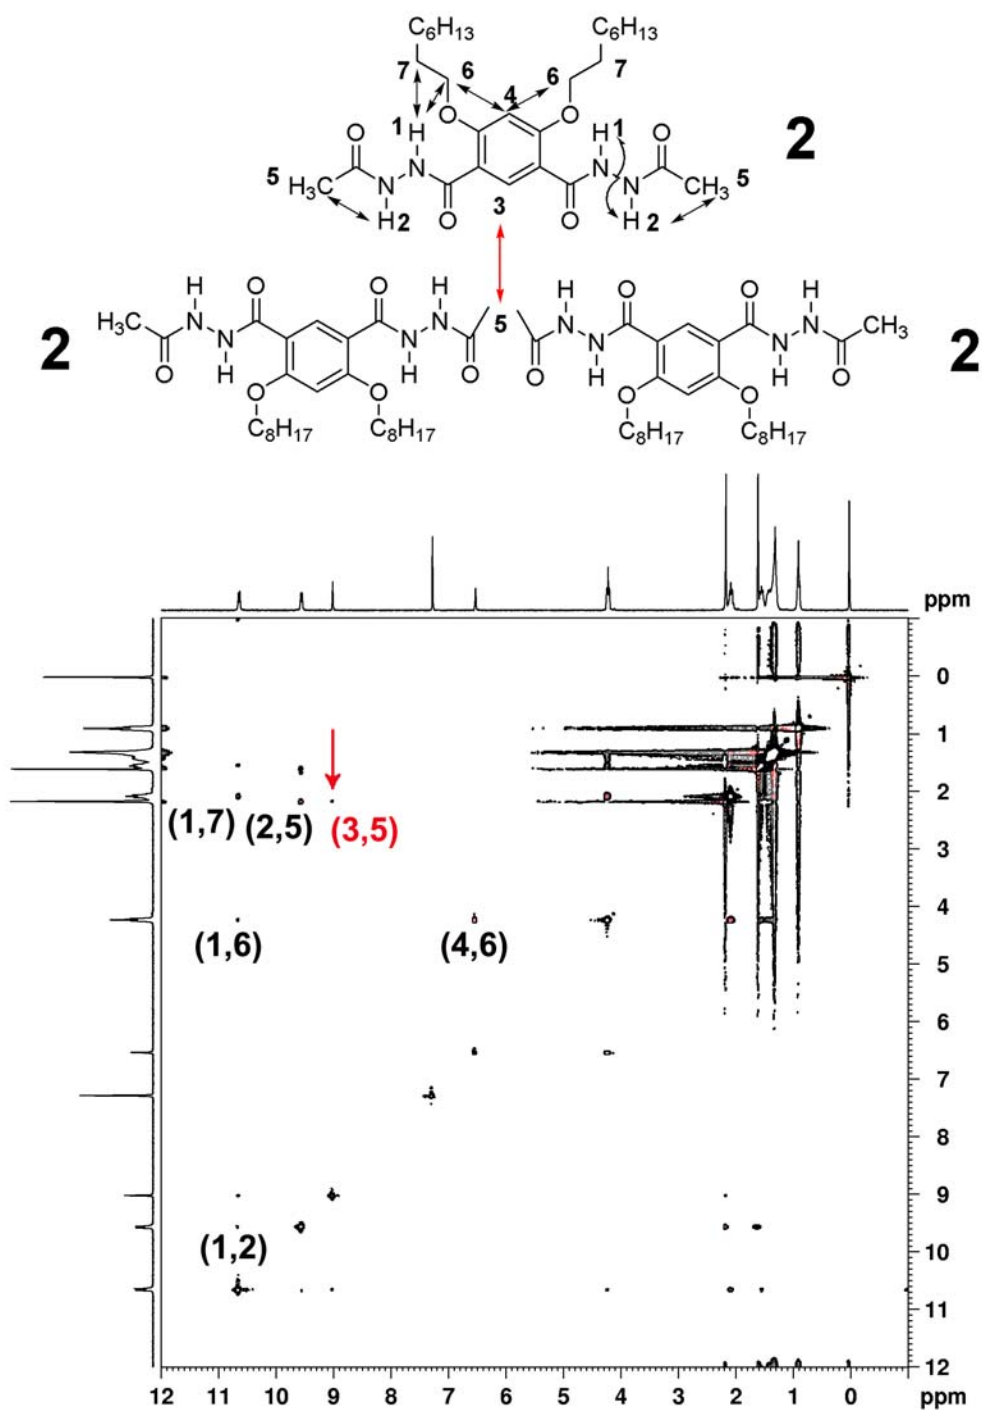 C6H13 C6H13
7 6 6 7
4
1 H O O H 1 2
O N N O
5 H3C N N CH3 5
H 2 O 3 O 2 H
H O O H H O O H
H3C N N N N 5 N N N N CH3
2 O H H O O H H O 2
O O O O
C8H17 C8H17 C8H17 C8H17
ppm
0
1
2
(1,7) (2,5) (3,5)
3
4
(1,6) (4,6)
5
6
7
8
9
(1,2)
10
11
12
12 11 10 9 8 7 6 5 4 3 2 1 0 ppm